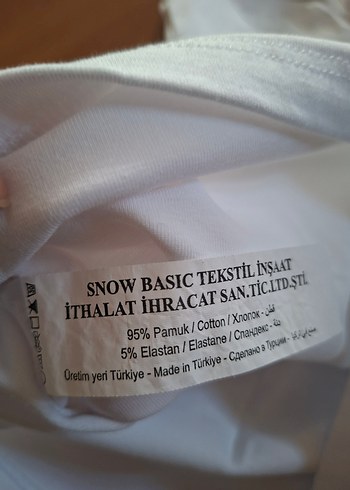 SNOW BASIC TEKSTİL İNŞAAT
İTHALAT İHRACAT SAN.TİC.LTD.ŞTİ.
95% Pamuk / Cotton / Хлопок - قطن
5% Elastan / Elastane / Спандекс -
Üretim yeri Türkiye - Made in Türkiye - Сделано в Турции -